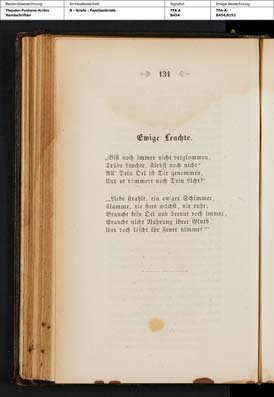 Bestandsbezeichnung
Archivalieneinheit
Signatur
Image Bezeichnung
Theodor-Fontane-Archiv
Handschriften
B - Briefe - Familienbriefe
TFA A
B454
TFA-A-
B454,0153
134
Ewige Leuchte.
„Bist noch immer nicht verglommen,
Trübe Leuchte, stirbst noch nicht?
All' Dein Oel ist Dir genommen,
Und es dämmert noch Dein Licht?“
„Liebe strahlt, ein ew'ger Schimmer,
Flamme, die stets wächst, nie ruht;
Braucht kein Oel und brennt doch immer,
Braucht nicht Nahrung ihrer Gluth,
Und doch löscht ihr Feuer nimmer.“